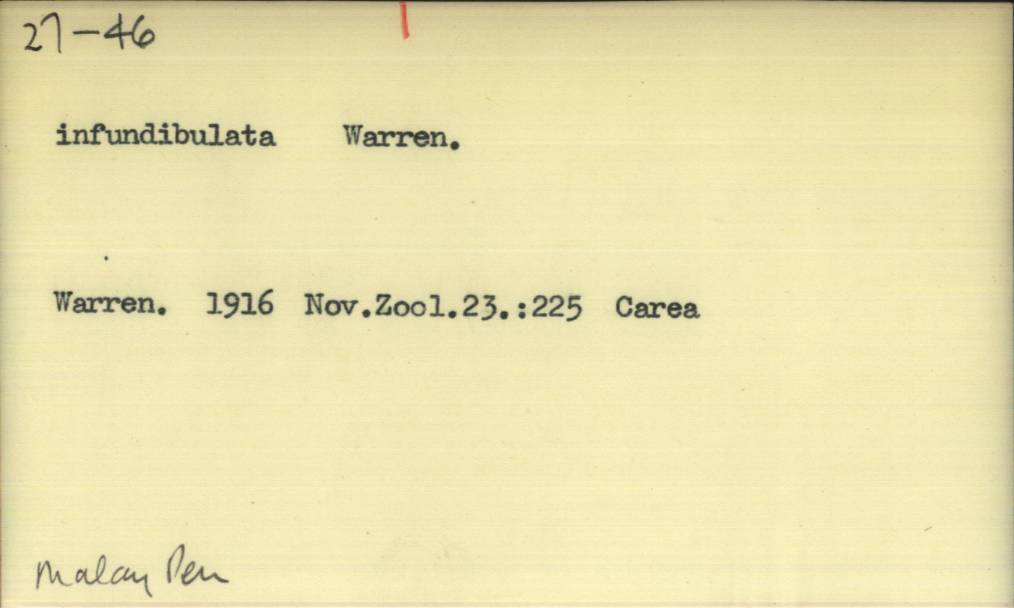 27-46
infundibulata Warren.
Warren. 1916 Nov.Zool.23.:225 Carea
Malay Pen